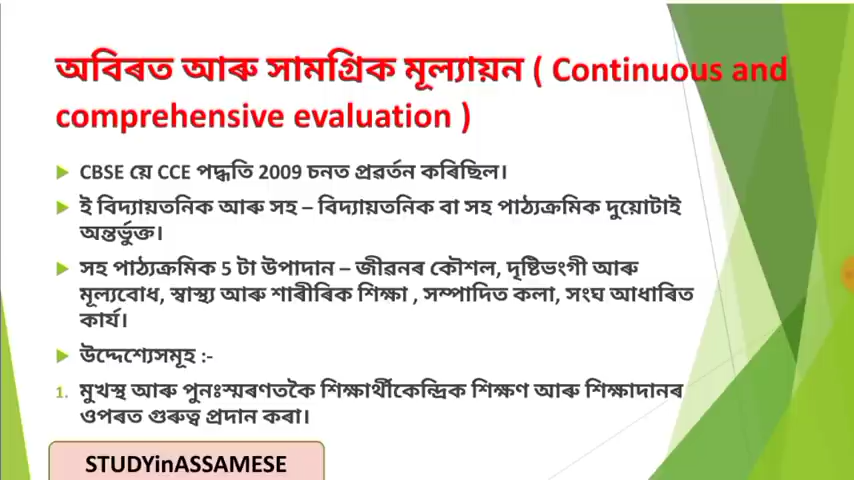 অবিৰত আৰু সামগ্ৰিক মূল্যায়ন ( Continuous and
comprehensive evaluation )
CBSE য়ে CCE পদ্ধতি 2009 চনত প্ৰৱৰ্তন কৰিছিল।
ই বিদ্যায়তনিক আৰু সহ – বিদ্যায়তনিক বা সহ পাঠ্যক্ৰমিক দুয়োটাই
অন্তৰ্ভুক্ত।
সহ পাঠ্যক্ৰমিক 5 টা উপাদান – জীৱনৰ কৌশল, দৃষ্টিভংগী আৰু
মূল্যবোধ, স্বাস্থ্য আৰু শাৰীৰিক শিক্ষা , সম্পাদিত কলা, সংঘ আধাৰিত
কাৰ্য।
উদ্দেশ্যেসমূহ :-
1. মুখস্থ আৰু পুনঃস্মৰণতকৈ শিক্ষাৰ্থীকেন্দ্ৰিক শিক্ষণ আৰু শিক্ষাদানৰ
ওপৰত গুৰুত্ব প্ৰদান কৰা।
STUDYinASSAMESE